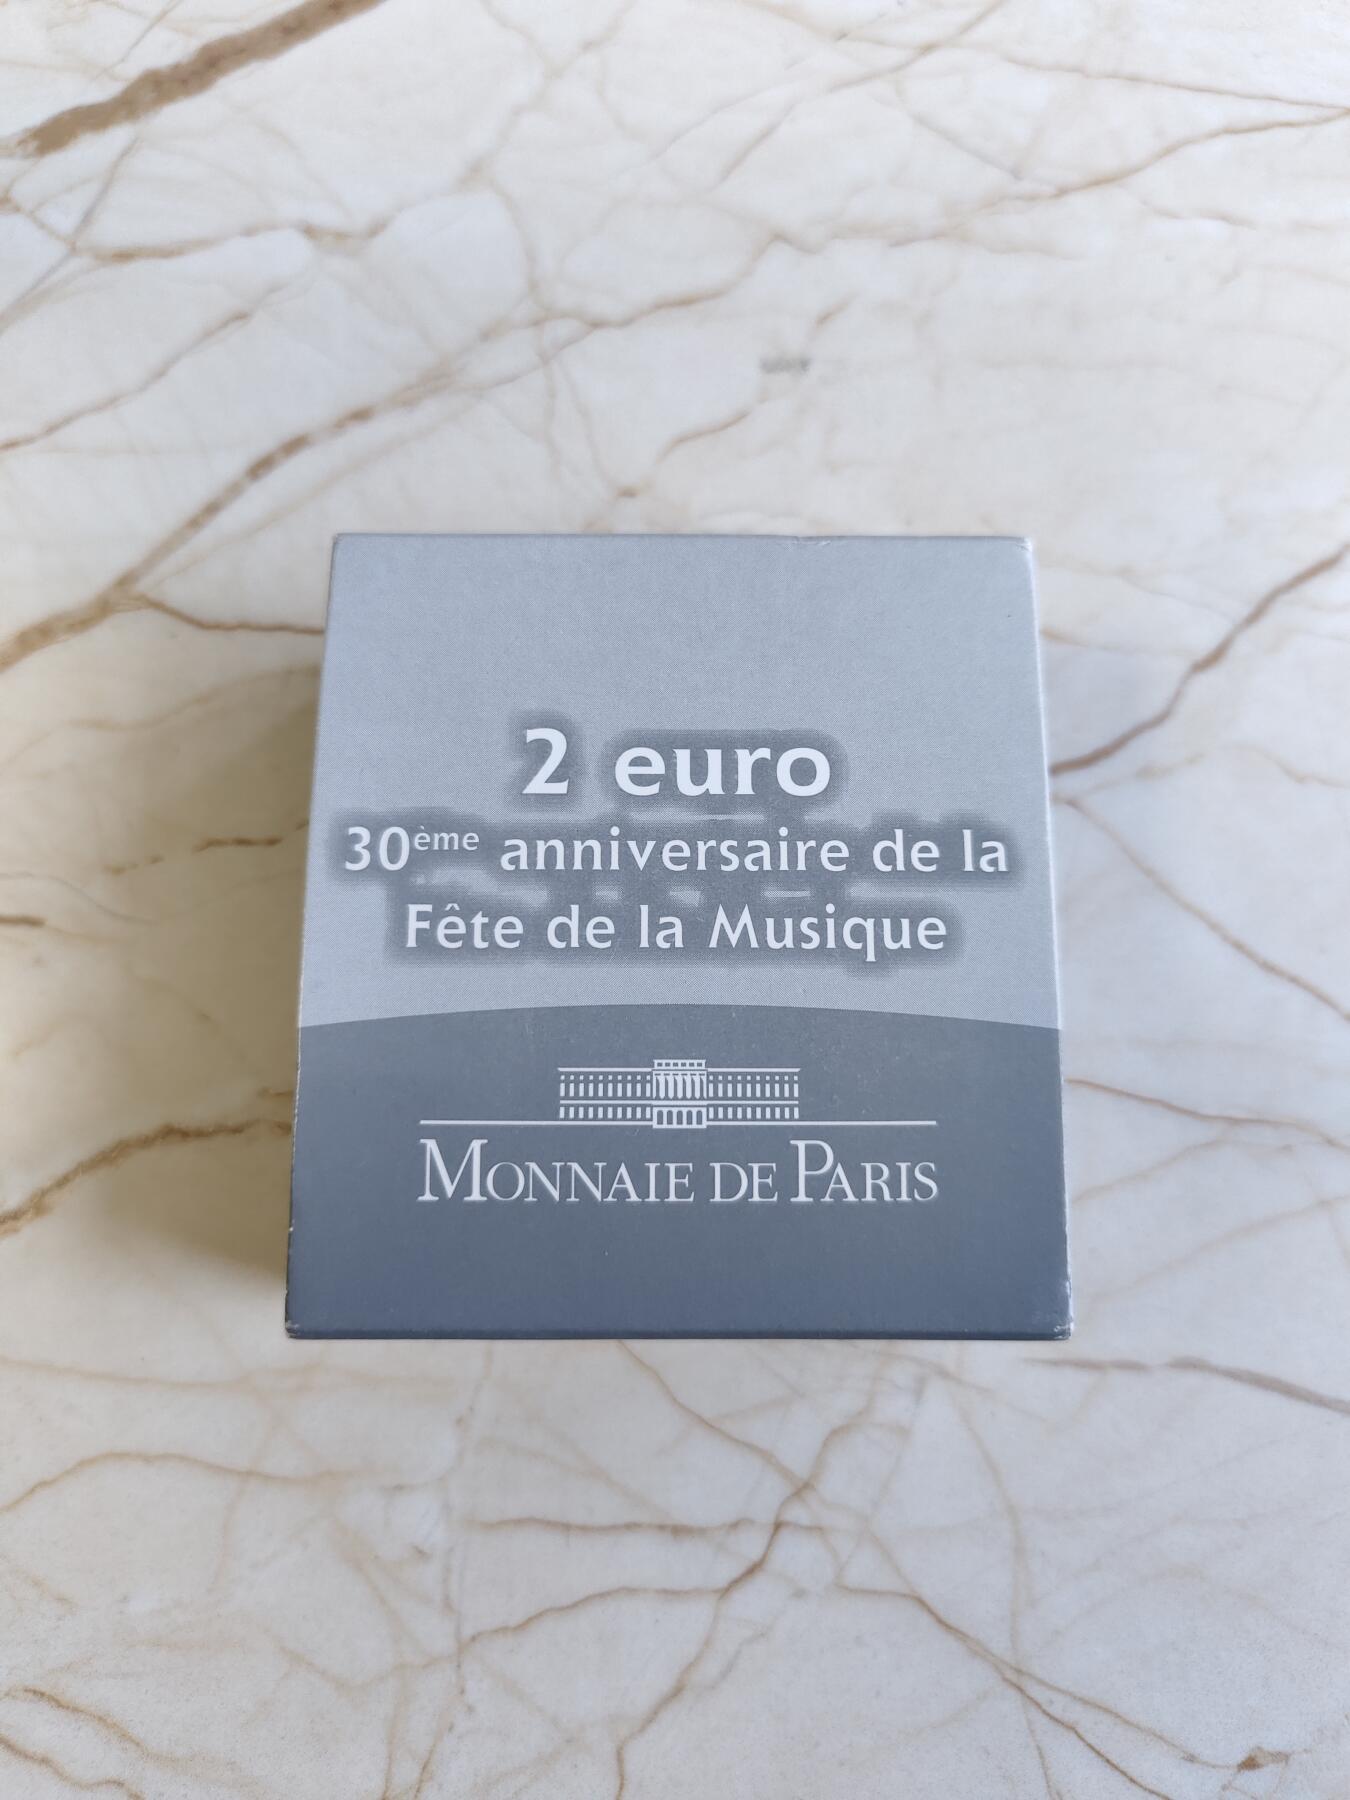 2 euro
30ème anniversaire de la
Fête de la Musique
MONNAIE DE PARIS